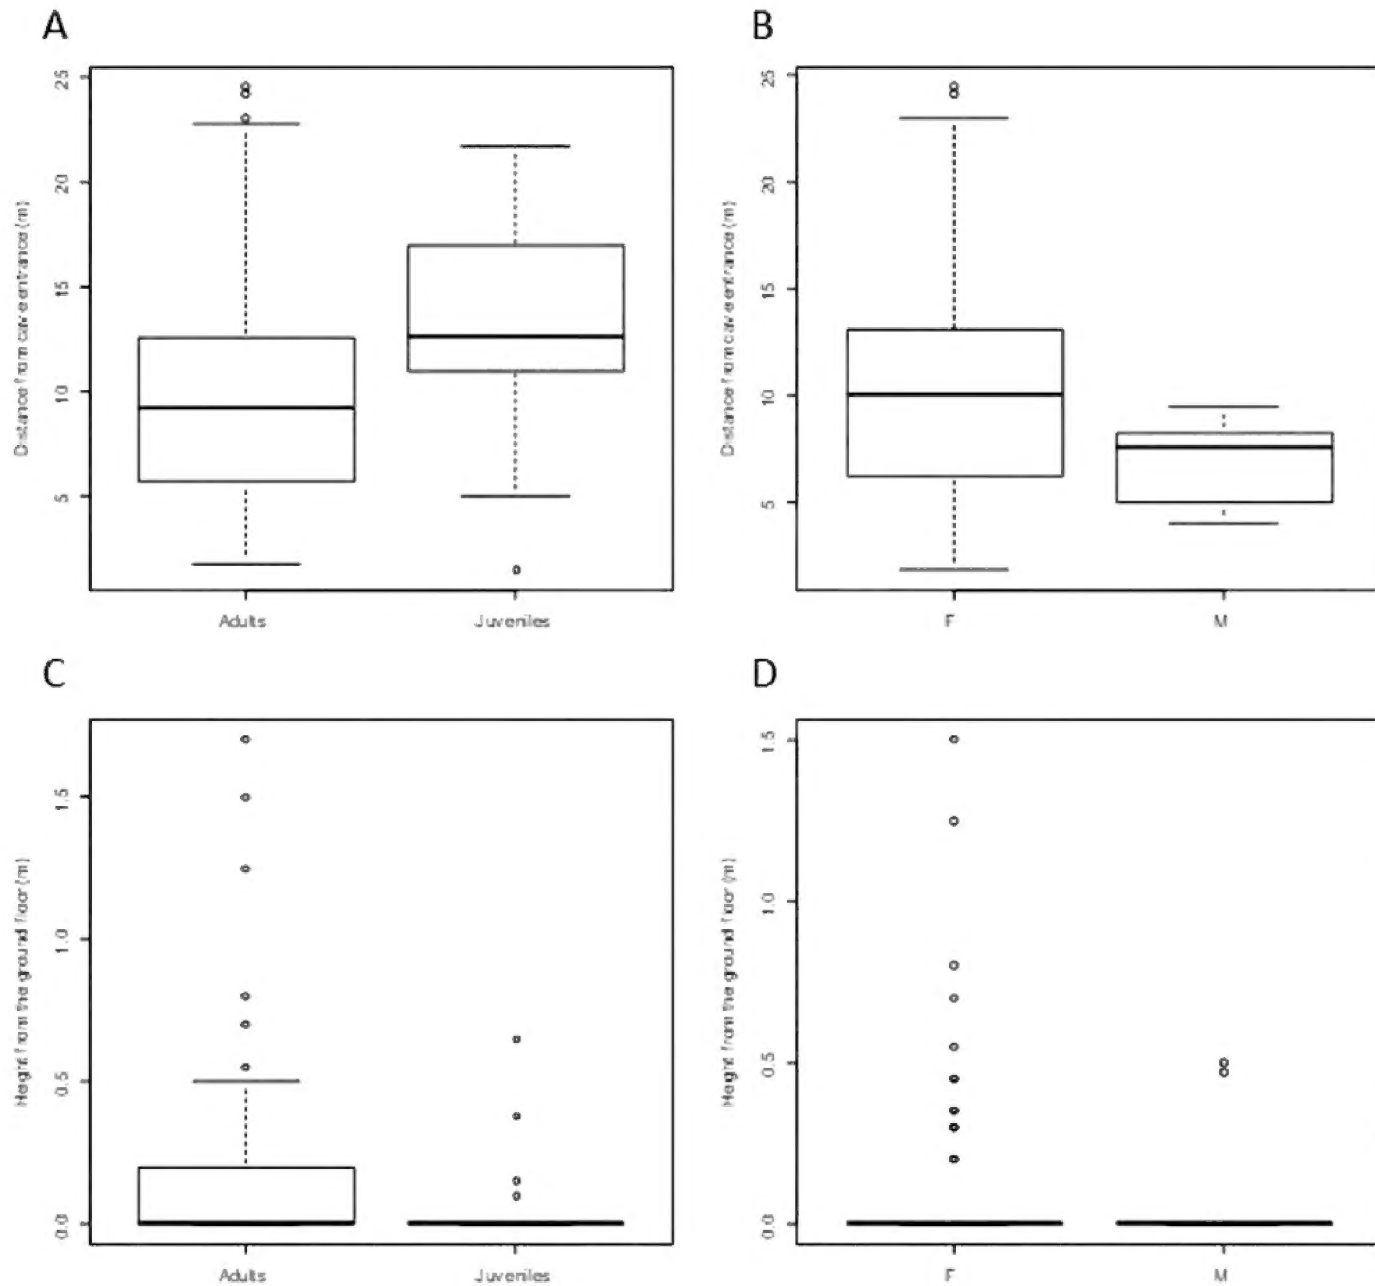 A
B
Distance from cave entrance (m)
25
20
15
10
5
Adults
Juveniles
Distance from cave entrance (m)
25
20
15
10
5
F
M
C
D
Height from the ground floor (m)
1.5
1.0
0.5
0.0
Adults
Juveniles
Height from the ground floor (m)
1.5
1.0
0.5
0.0
F
M